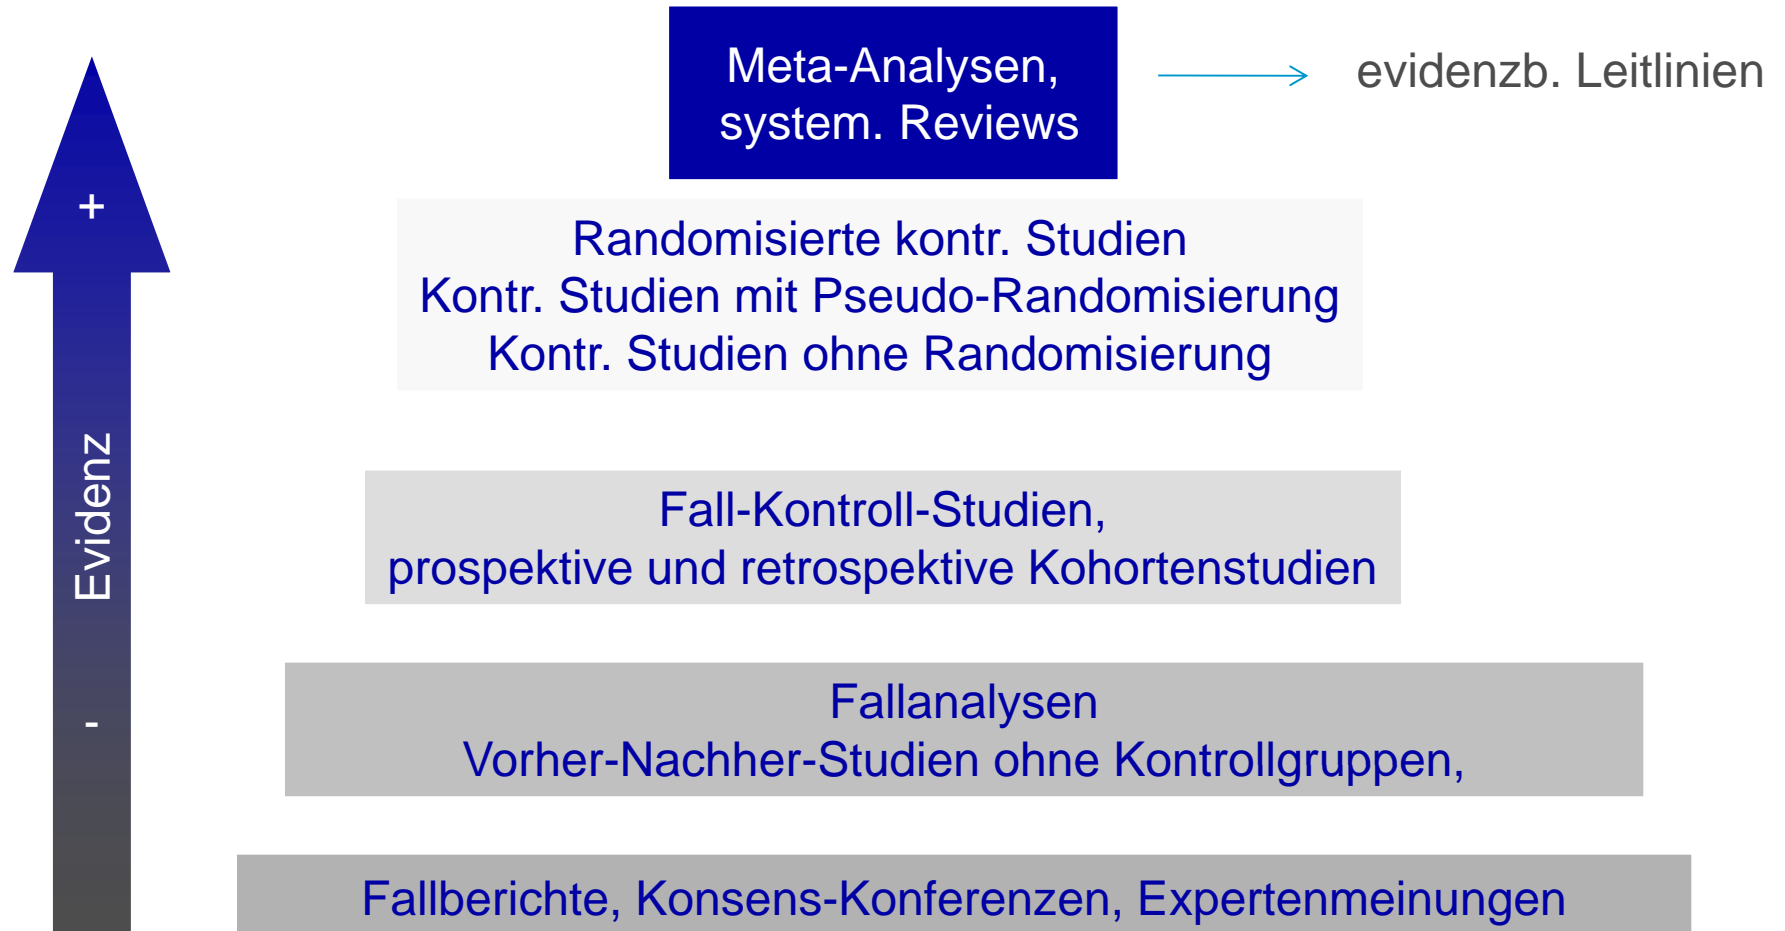 Meta-Analysen,
system. Reviews
evidenzb. Leitlinien
+
Randomisierte kontr. Studien
Kontr. Studien mit Pseudo-Randomisierung
Kontr. Studien ohne Randomisierung
Evidenz
Fall-Kontroll-Studien,
prospektive und retrospektive Kohortenstudien
-
Fallanalysen
Vorher-Nachher-Studien ohne Kontrollgruppen,
Fallberichte, Konsens-Konferenzen, Expertenmeinungen